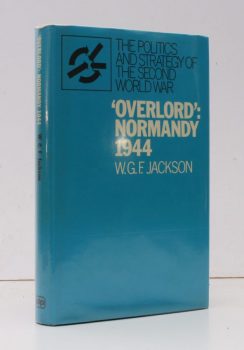 THE POLITICS
AND STRATEGY OF
THE SECOND
WORLD WAR
'OVERLORD':
NORMANDY
1944
W.G.F. JACKSON
'OVERLORD': NORMANDY 1944
W. G. F. Jackson